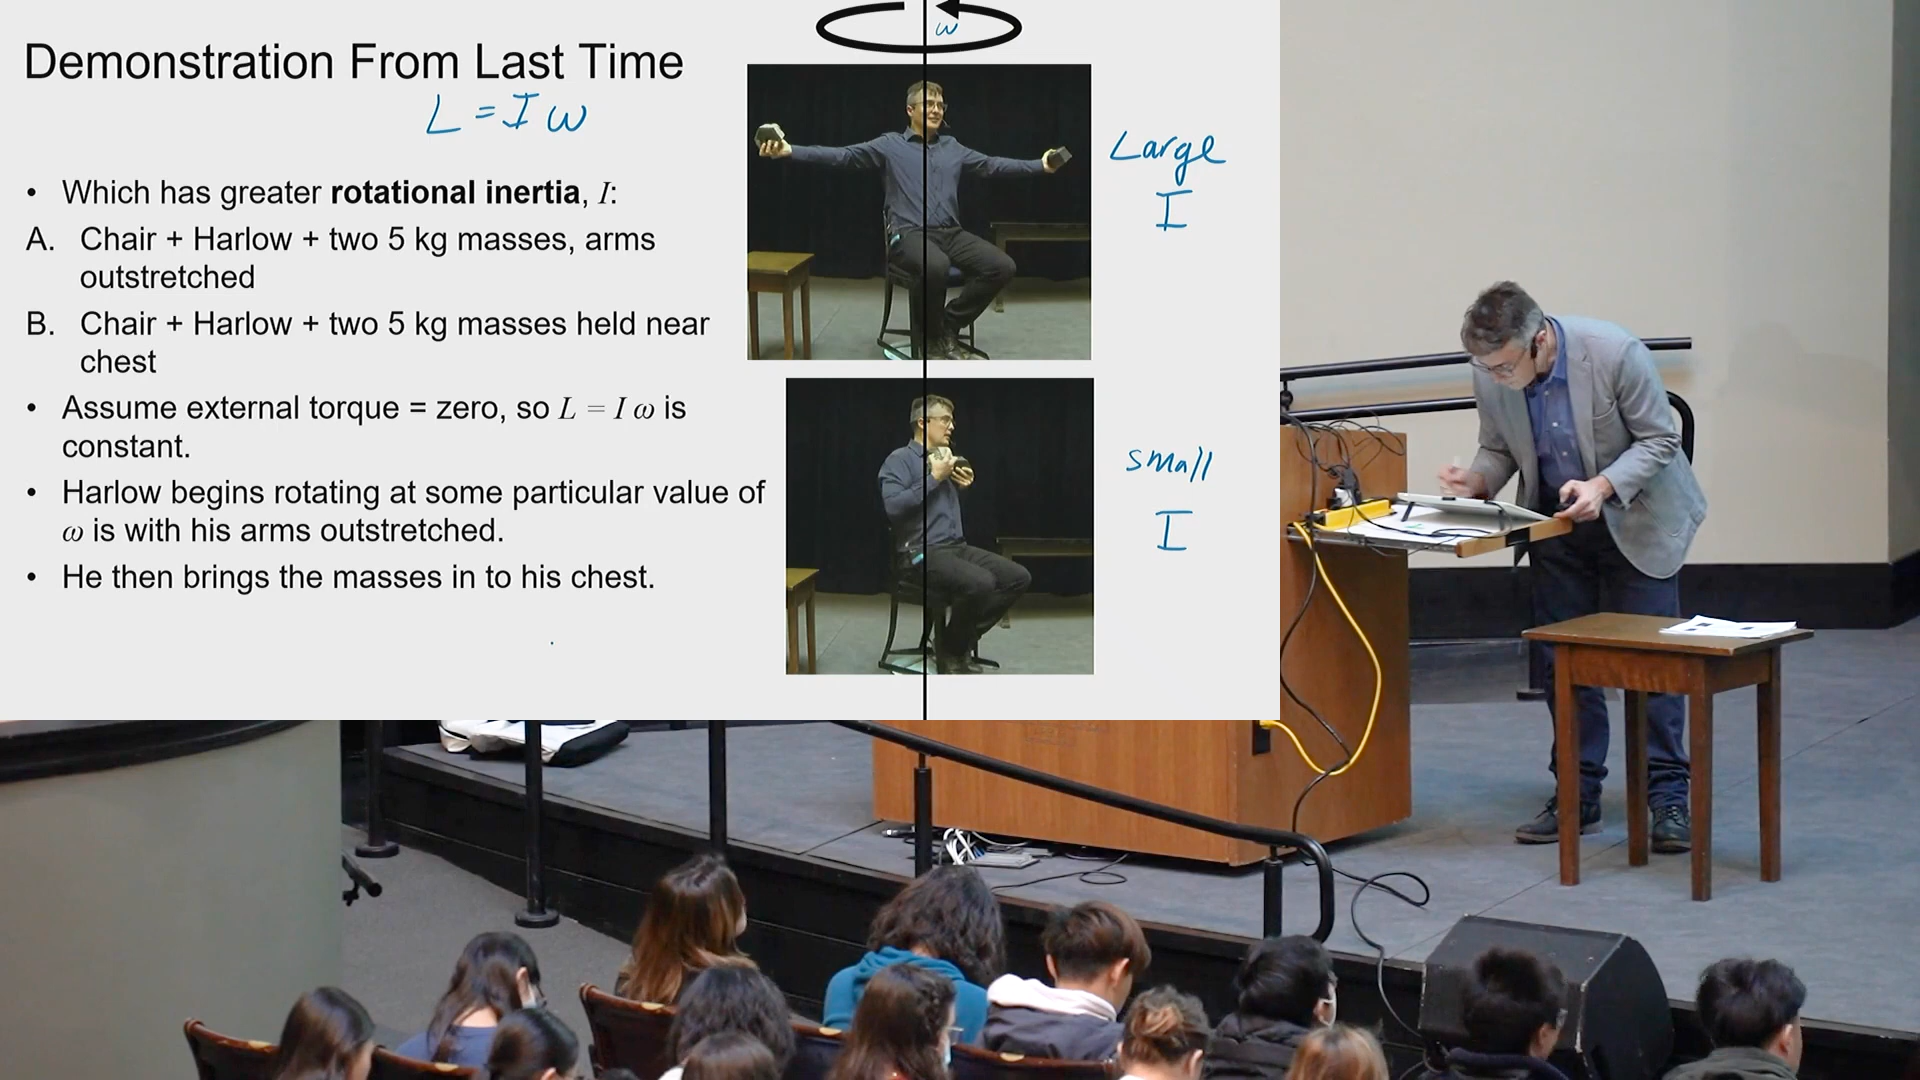 ω
Demonstration From Last Time
L = I ω
• Which has greater rotational inertia, I:
A. Chair + Harlow + two 5 kg masses, arms
outstretched
B. Chair + Harlow + two 5 kg masses held near
chest
• Assume external torque = zero, so L = I ω is
constant.
• Harlow begins rotating at some particular value of
ω is with his arms outstretched.
• He then brings the masses in to his chest.
Large
I
small
I